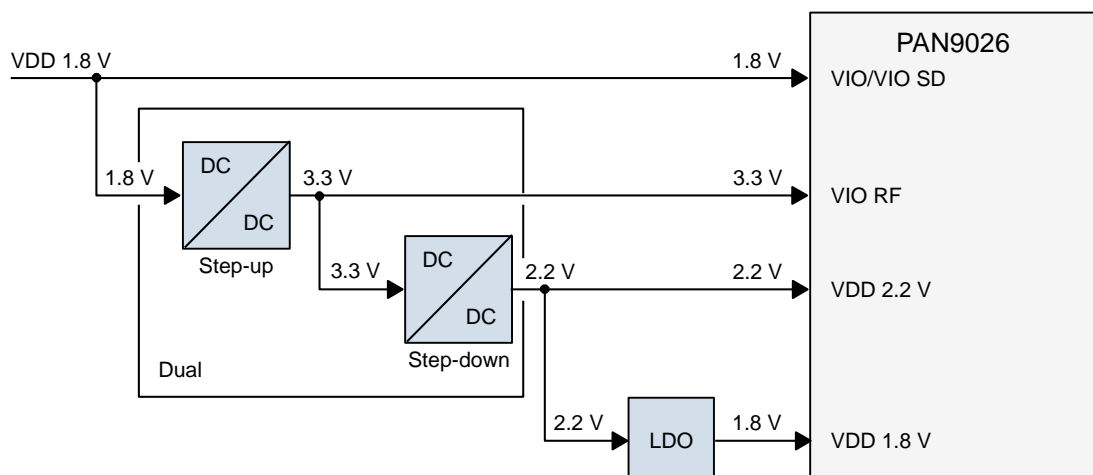 PAN9026
VDD 1.8 V
1.8 V
VIO/VIO SD
DC
DC
1.8 V
3.3 V
3.3 V
VIO RF
Step-up
DC
DC
3.3 V
2.2 V
2.2 V
VDD 2.2 V
Step-down
Dual
2.2 V
LDO
1.8 V
VDD 1.8 V